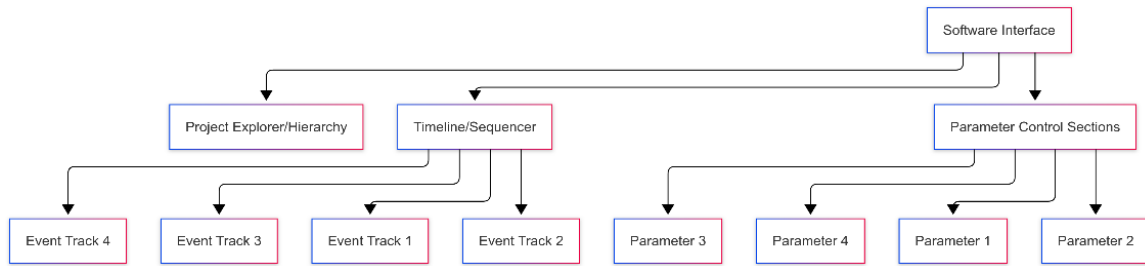 Software Interface
Project Explorer/Hierarchy
Timeline/Sequencer
Parameter Control Sections
Event Track 4
Event Track 3
Event Track 1
Event Track 2
Parameter 3
Parameter 4
Parameter 1
Parameter 2